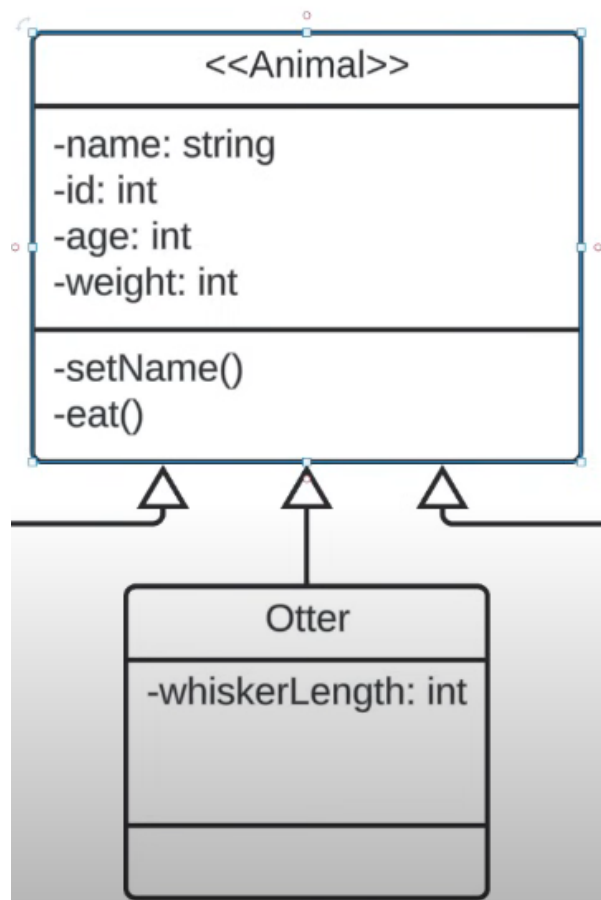 <<Animal>>
-name: string
-id: int
-age: int
-weight: int
-setName()
-eat()
Otter
-whiskerLength: int